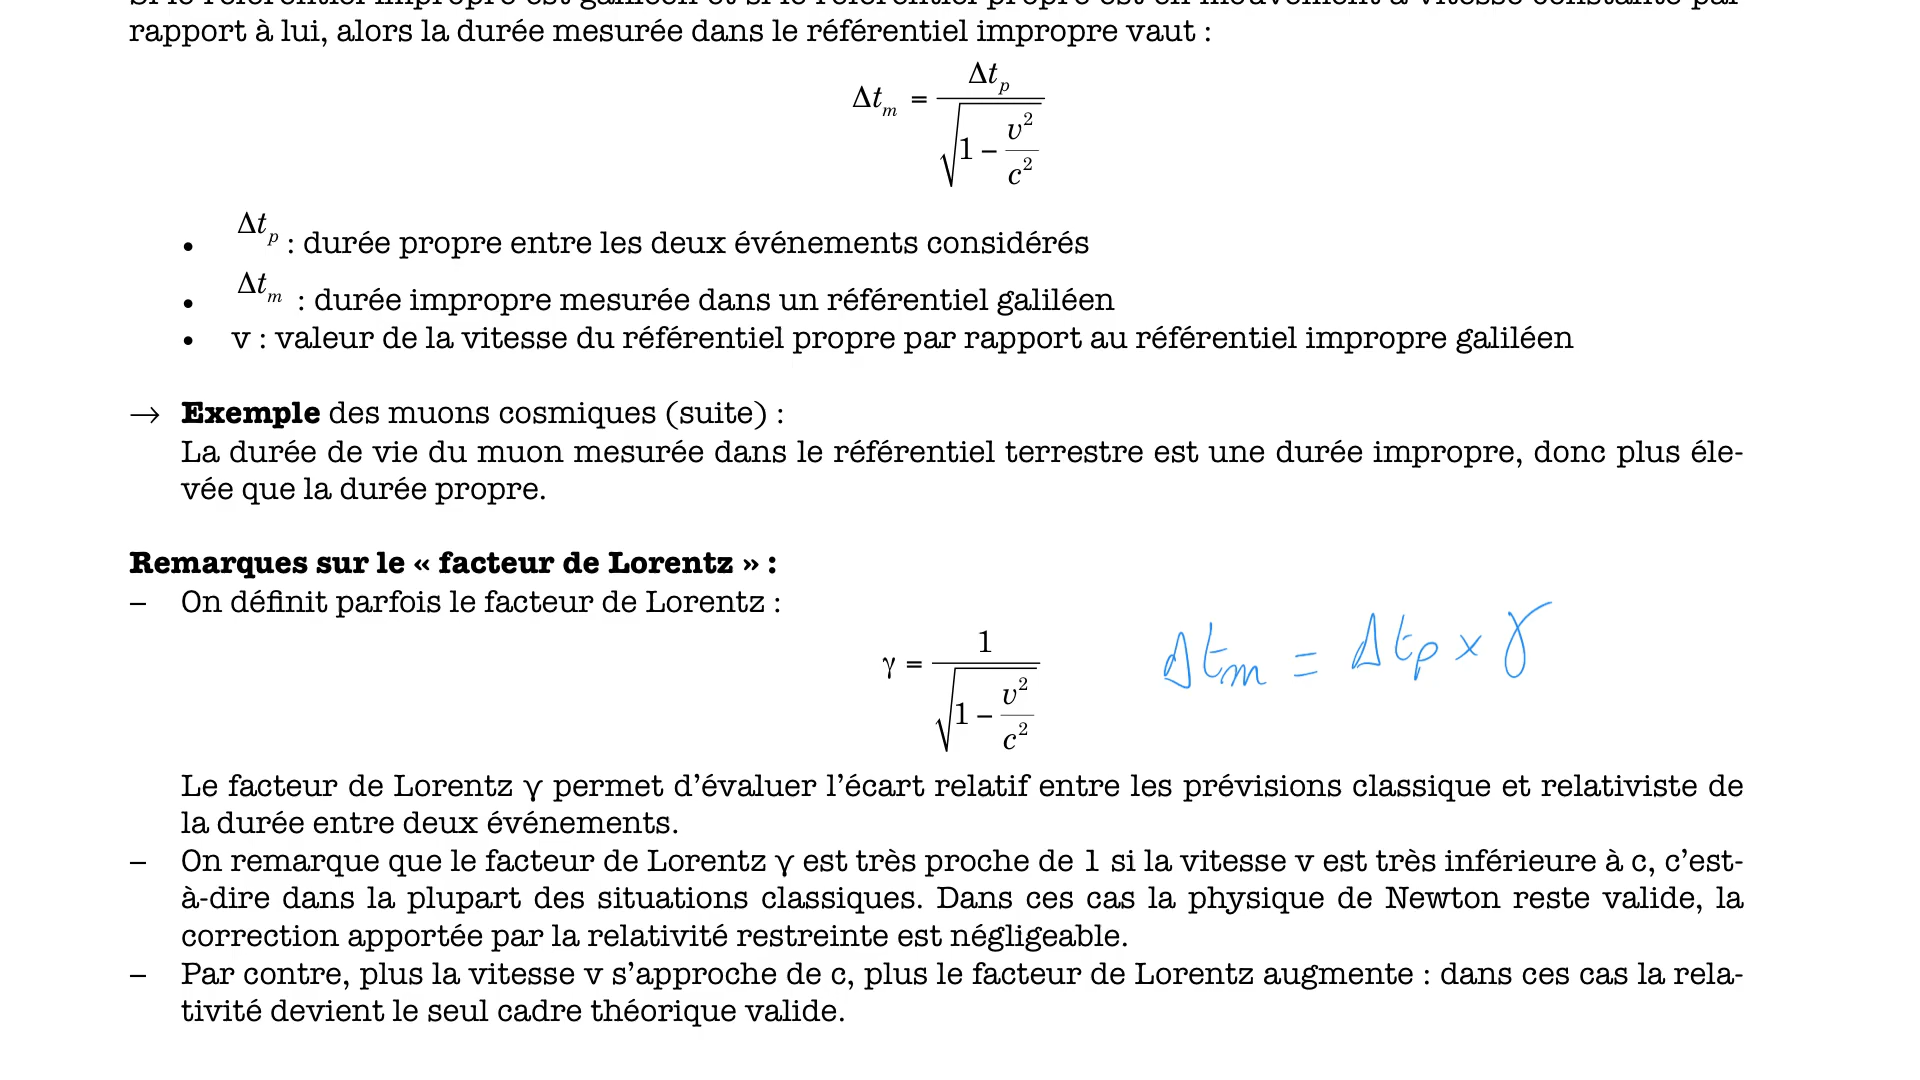 rapport à lui, alors la durée mesurée dans le référentiel impropre vaut :
Δt_m = Δt_p / √(1 – v²/c²)
• Δt_p : durée propre entre les deux événements considérés
• Δt_m : durée impropre mesurée dans un référentiel galiléen
• v : valeur de la vitesse du référentiel propre par rapport au référentiel impropre galiléen
→ Exemple des muons cosmiques (suite) :
La durée de vie du muon mesurée dans le référentiel terrestre est une durée impropre, donc plus éle-
vée que la durée propre.
Remarques sur le « facteur de Lorentz » :
– On définit parfois le facteur de Lorentz :
γ = 1 / √(1 – v²/c²)
Δt_m = Δt_p × γ
Le facteur de Lorentz γ permet d’évaluer l’écart relatif entre les prévisions classique et relativiste de
la durée entre deux événements.
– On remarque que le facteur de Lorentz γ est très proche de 1 si la vitesse v est très inférieure à c, c’est-
à-dire dans la plupart des situations classiques. Dans ces cas la physique de Newton reste valide, la
correction apportée par la relativité restreinte est négligeable.
– Par contre, plus la vitesse v s’approche de c, plus le facteur de Lorentz augmente : dans ces cas la rela-
tivité devient le seul cadre théorique valide.